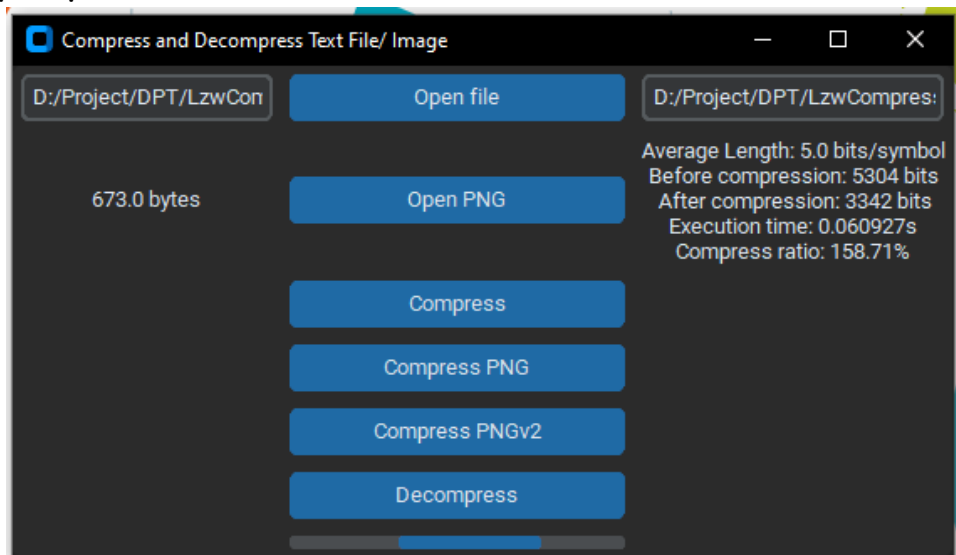 Compress and Decompress Text File/ Image
D:/Project/DPT/LzwCon
Open file
D:/Project/DPT/LzwCompres
Average Length: 5.0 bits/symbol
Before compression: 5304 bits
After compression: 3342 bits
Execution time: 0.060927s
Compress ratio: 158.71%
673.0 bytes
Open PNG
Compress
Compress PNG
Compress PNGv2
Decompress